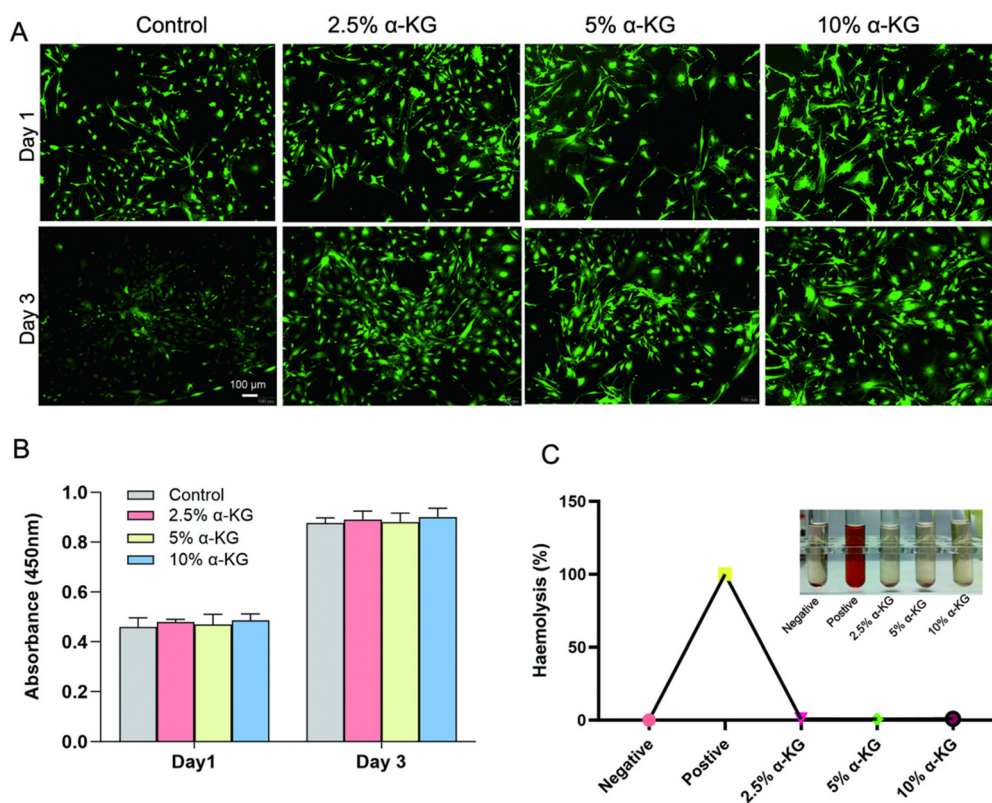 A
Control
2.5% α-KG
5% α-KG
10% α-KG
Day 1
Day 3
100 μm
B
Absorbance (450nm)
1.0
0.8
0.6
0.4
0.2
0.0
Control
2.5% α-KG
5% α-KG
10% α-KG
Day1
Day 3
C
Haemolysis (%)
150
100
50
0
Negative
Postive
2.5% α-KG
5% α-KG
10% α-KG
Negative
Postive
2.5% α-KG
5% α-KG
10% α-KG